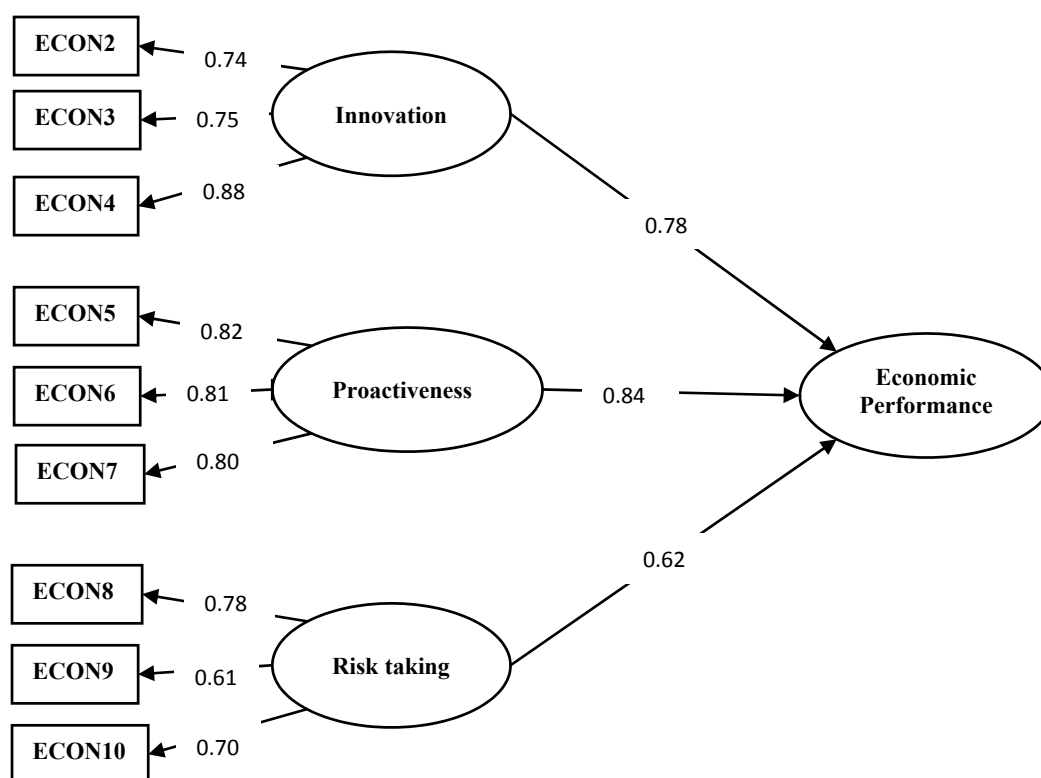 ECON2
0.74
ECON3
0.75
Innovation
ECON4
0.88
0.78
ECON5
0.82
ECON6
0.81
Proactiveness
0.84
Economic
Performance
ECON7
0.80
0.62
ECON8
0.78
ECON9
0.61
Risk taking
ECON10
0.70